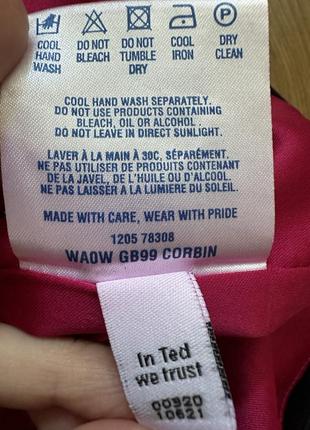 COOL HAND WASH
DO NOT BLEACH
DO NOT TUMBLE DRY
COOL IRON
DRY CLEAN
P
COOL HAND WASH SEPARATELY.
DO NOT USE PRODUCTS CONTAINING
BLEACH, OIL OR ALCOHOL.
DO NOT LEAVE IN DIRECT SUNLIGHT.
LAVER À LA MAIN À 30C, SÉPARÉMENT.
NE PAS UTILISER DE PRODUITS CONTENANT
DE LA JAVEL, DE L'HUILE OU D'ALCOOL.
NE PAS LAISSER A LA LUMIERE DU SOLEIL.
MADE WITH CARE, WEAR WITH PRIDE
1205 78308
WA0W GB99 CORBIN
In Ted
we trust
00920
10621